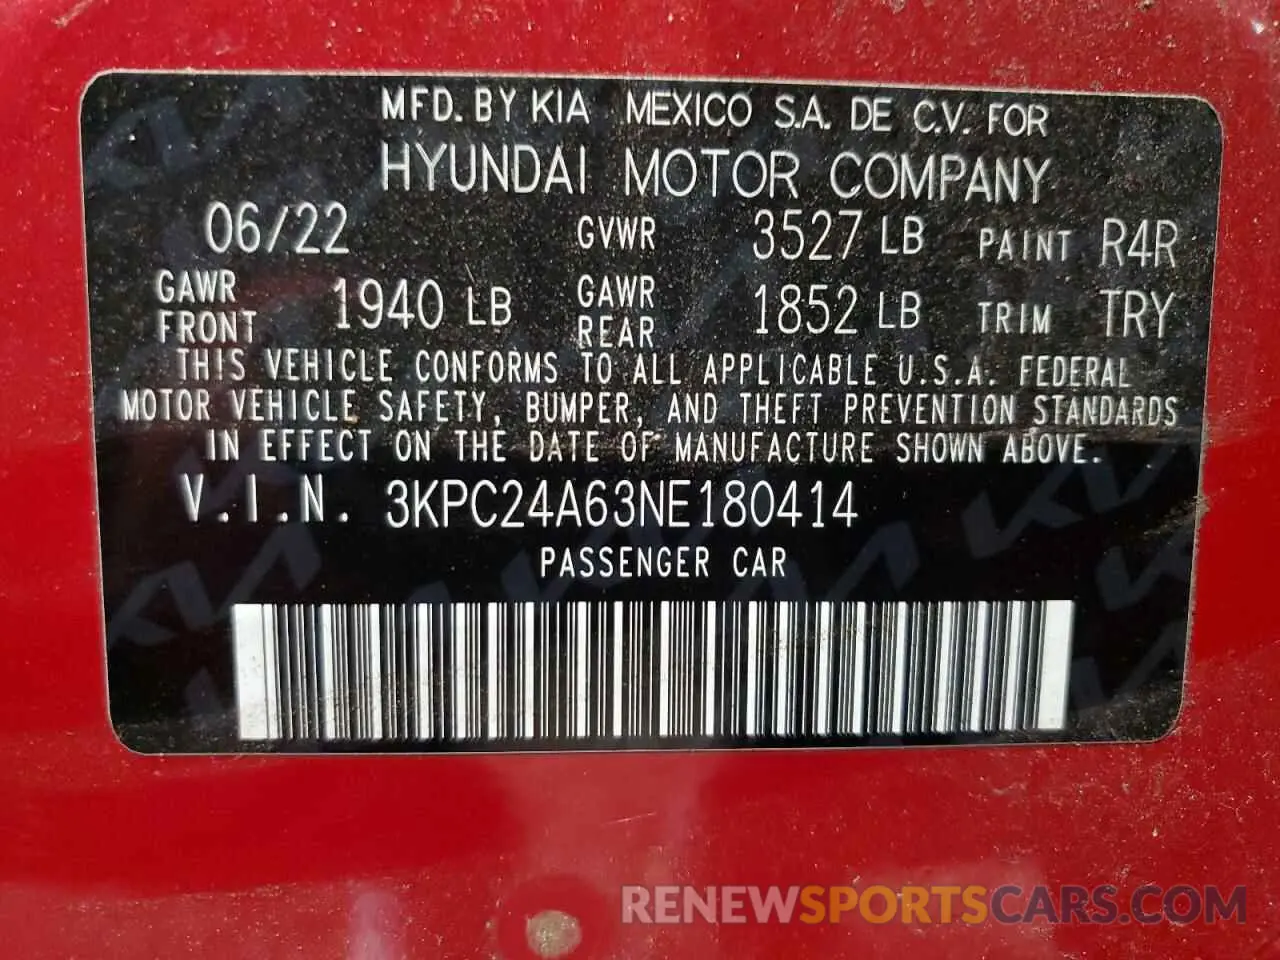 MFD. BY KIA MEXICO S.A. DE C.V. FOR
HYUNDAI MOTOR COMPANY
06/22 GVWR 3527 LB PAINT R4R
GAWR FRONT 1940 LB GAWR REAR 1852 LB TRIM TRY
THIS VEHICLE CONFORMS TO ALL APPLICABLE U.S.A. FEDERAL
MOTOR VEHICLE SAFETY, BUMPER, AND THEFT PREVENTION STANDARDS
IN EFFECT ON THE DATE OF MANUFACTURE SHOWN ABOVE.
V.I.N. 3KPC24A63NE180414
PASSENGER CAR
RENEWSPORTSCARS.COM